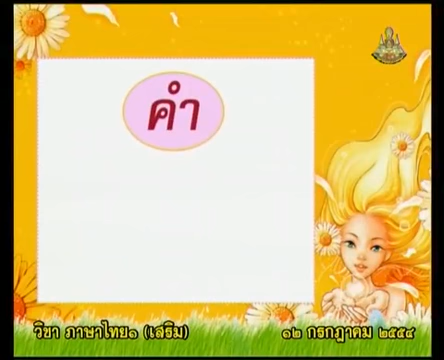 คำ
วิชา ภาษาไทย๑ (เสริม)
๑๒ กรกฎาคม ๒๕๕๔